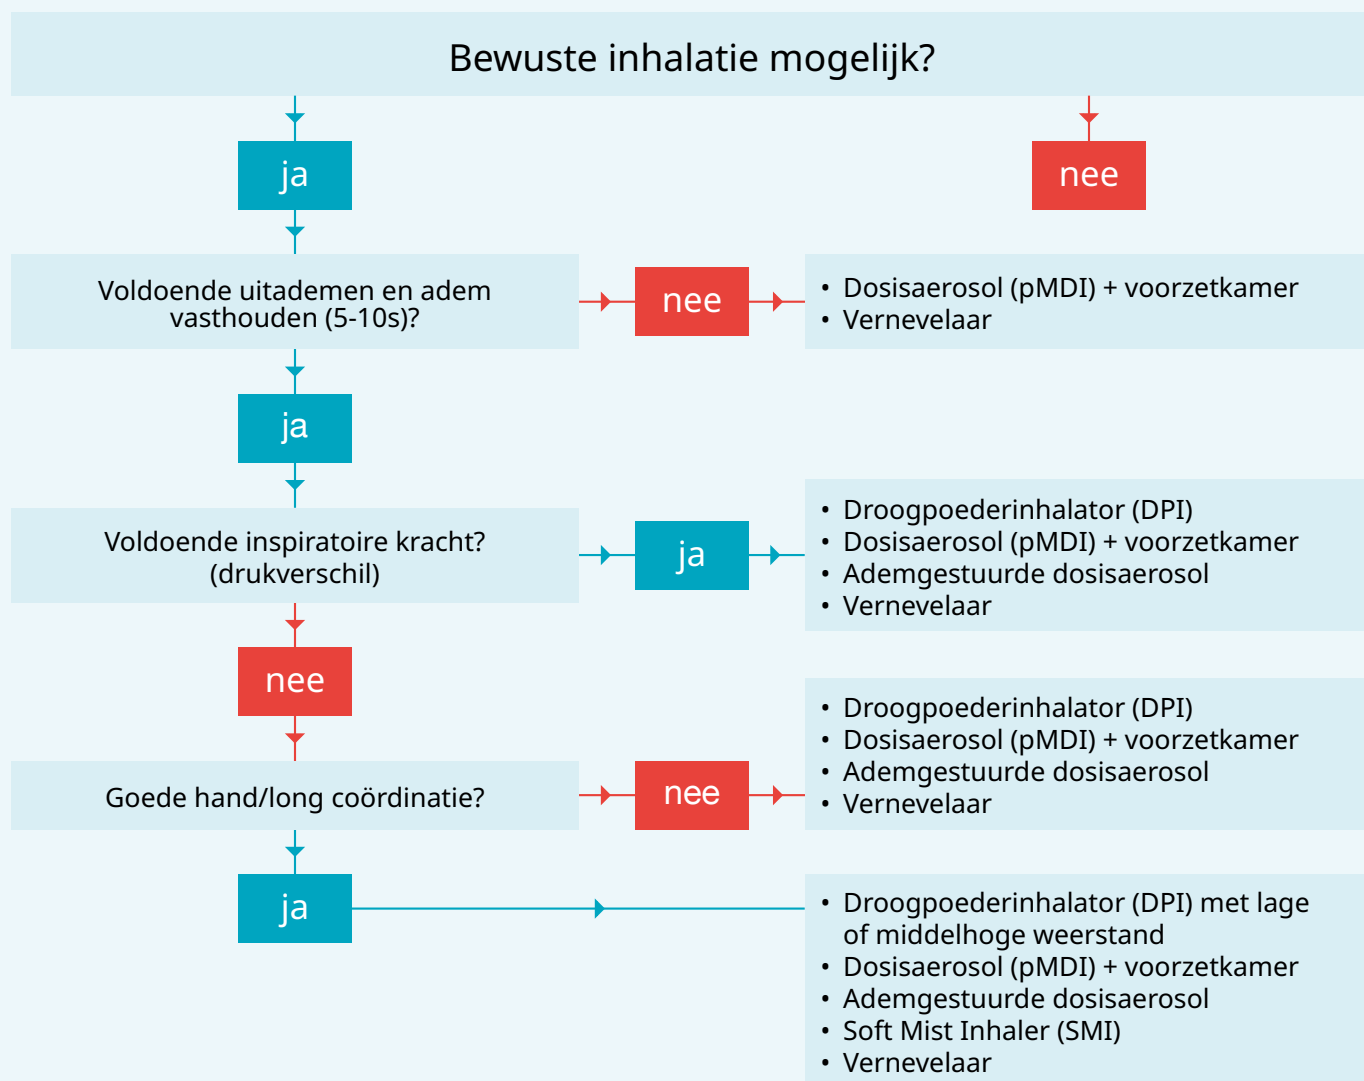 Bewuste inhalatie mogelijk?
ja
nee
Voldoende uitademen en adem
vasthouden (5-10s)?
nee
• Dosisaerosol (pMDI) + voorzetkamer
• Vernevelaar
ja
Voldoende inspiratoire kracht?
(drukverschil)
ja
• Droogpoederinhalator (DPI)
• Dosisaerosol (pMDI) + voorzetkamer
• Ademgestuurde dosisaerosol
• Vernevelaar
nee
Goede hand/long coördinatie?
nee
• Droogpoederinhalator (DPI)
• Dosisaerosol (pMDI) + voorzetkamer
• Ademgestuurde dosisaerosol
• Vernevelaar
ja
• Droogpoederinhalator (DPI) met lage
of middelhoge weerstand
• Dosisaerosol (pMDI) + voorzetkamer
• Ademgestuurde dosisaerosol
• Soft Mist Inhaler (SMI)
• Vernevelaar